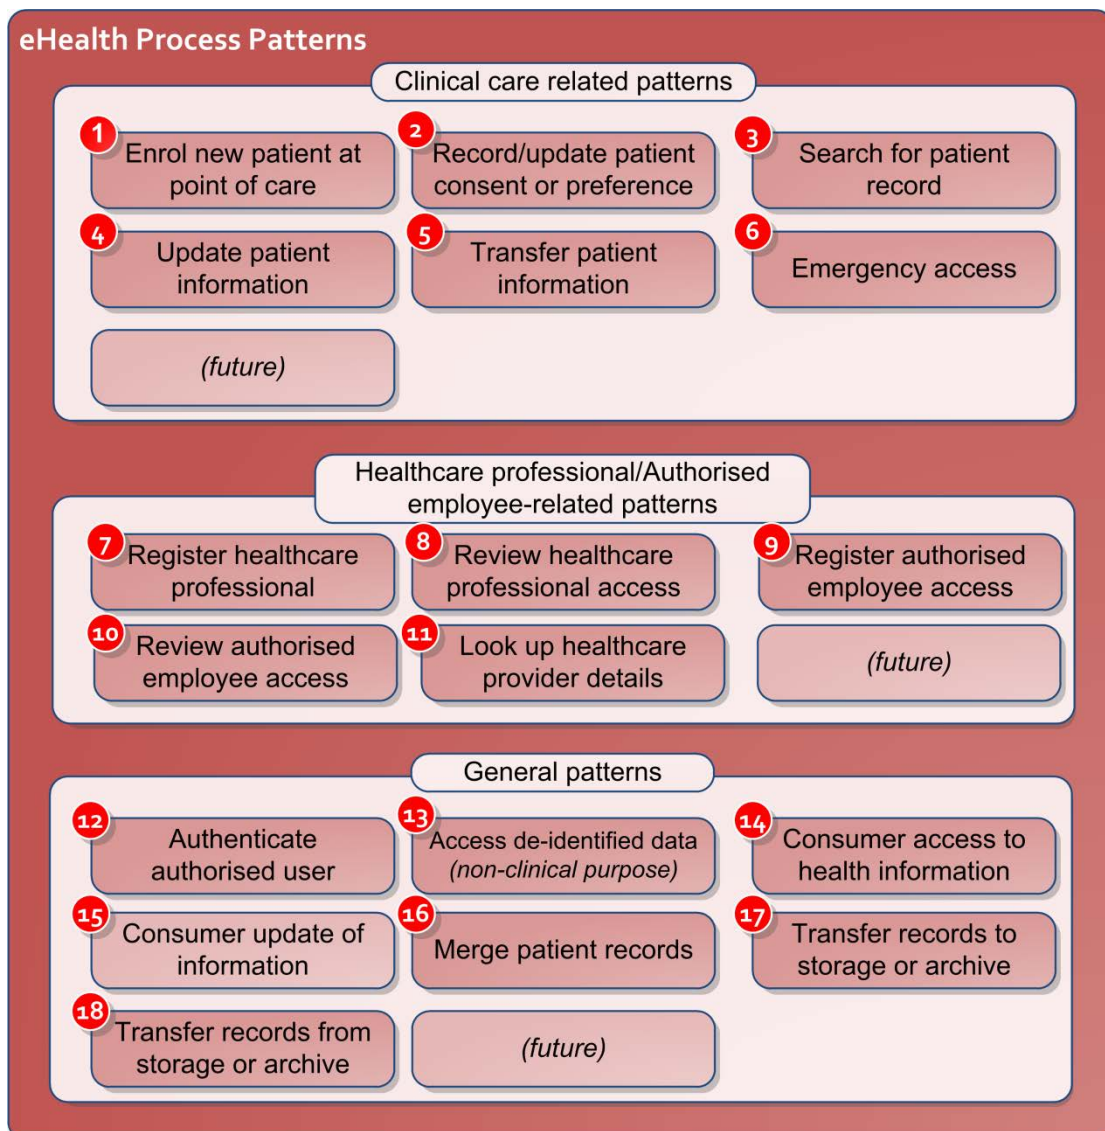 eHealth Process Patterns
Clinical care related patterns
1
Enrol new patient at
point of care
2
Record/update patient
consent or preference
3
Search for patient
record
4
Update patient
information
5
Transfer patient
information
6
Emergency access
(future)
Healthcare professional/Authorised
employee-related patterns
7
Register healthcare
professional
8
Review healthcare
professional access
9
Register authorised
employee access
10
Review authorised
employee access
11
Look up healthcare
provider details
(future)
General patterns
12
Authenticate
authorised user
13
Access de-identified data
(non-clinical purpose)
14
Consumer access to
health information
15
Consumer update of
information
16
Merge patient records
17
Transfer records to
storage or archive
18
Transfer records from
storage or archive
(future)